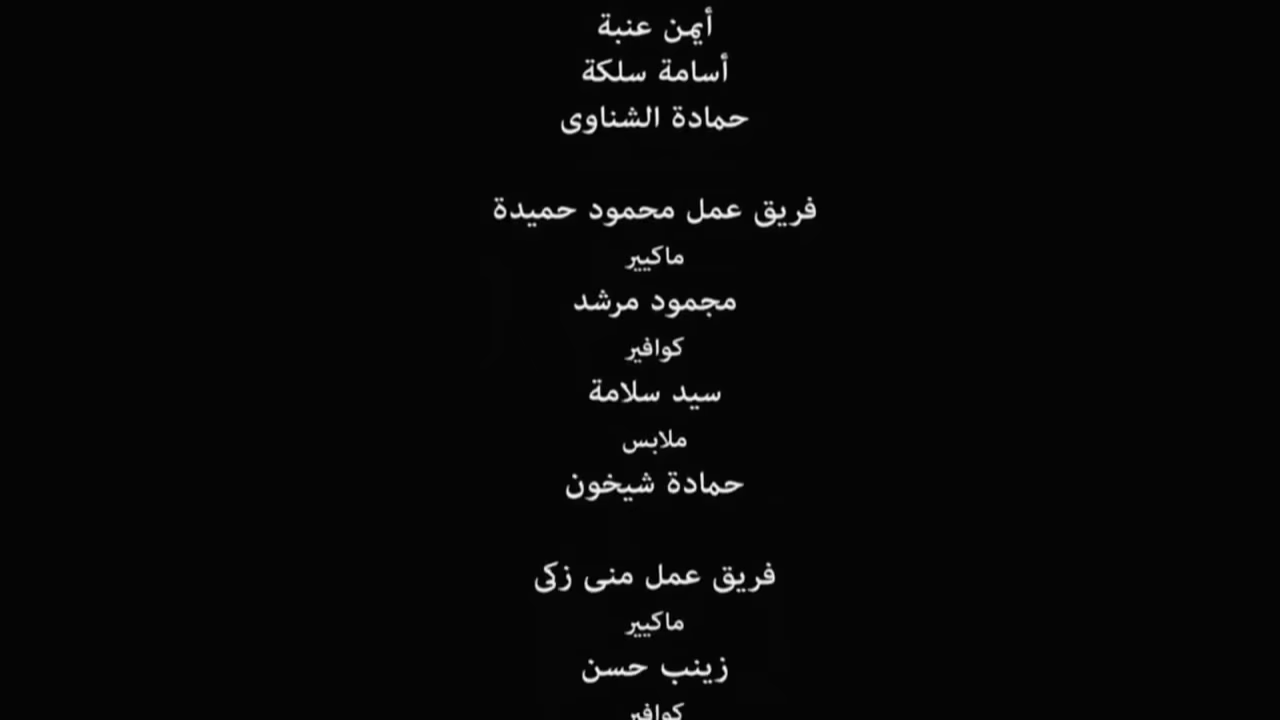 أيمن عنبة
أسامة سلكة
حمادة الشناوى
فريق عمل محمود حميدة
ماكيير
مجمود مرشد
كوافير
سيد سلامة
ملابس
حمادة شيخون
فريق عمل منى زكى
ماكيير
زينب حسن
كوافير